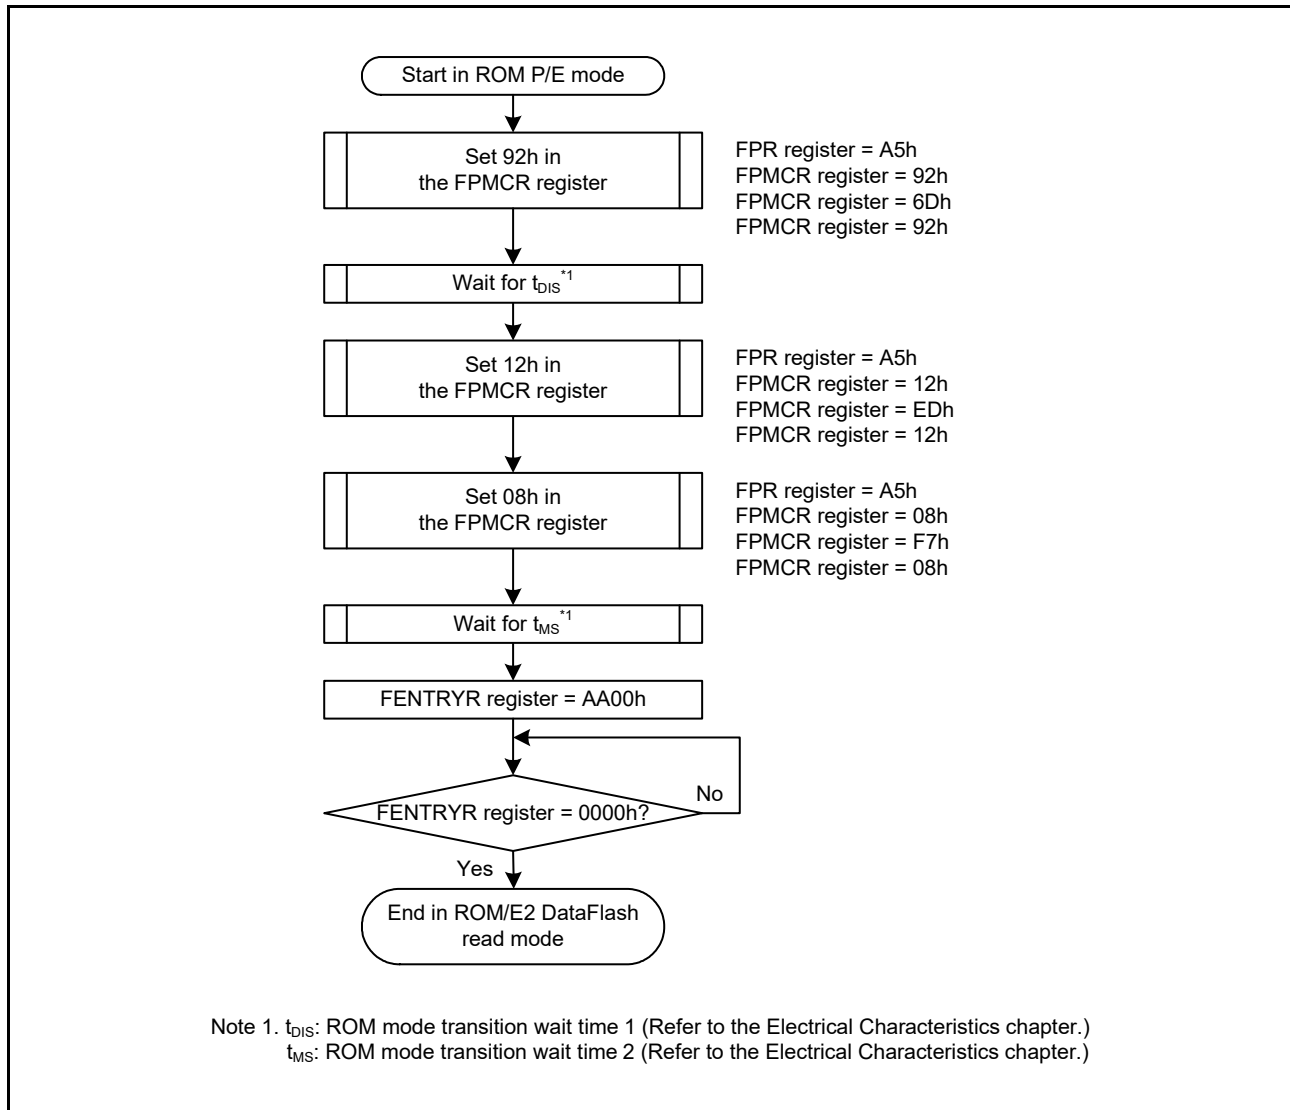 Start in ROM P/E mode
Set 92h in
the FPMCR register
FPR register = A5h
FPMCR register = 92h
FPMCR register = 6Dh
FPMCR register = 92h
Wait for tDIS*1
Set 12h in
the FPMCR register
FPR register = A5h
FPMCR register = 12h
FPMCR register = EDh
FPMCR register = 12h
Set 08h in
the FPMCR register
FPR register = A5h
FPMCR register = 08h
FPMCR register = F7h
FPMCR register = 08h
Wait for tMS*1
FENTRYR register = AA00h
FENTRYR register = 0000h?
No
Yes
End in ROM/E2 DataFlash
read mode
Note 1. tDIS: ROM mode transition wait time 1 (Refer to the Electrical Characteristics chapter.)
tMS: ROM mode transition wait time 2 (Refer to the Electrical Characteristics chapter.)